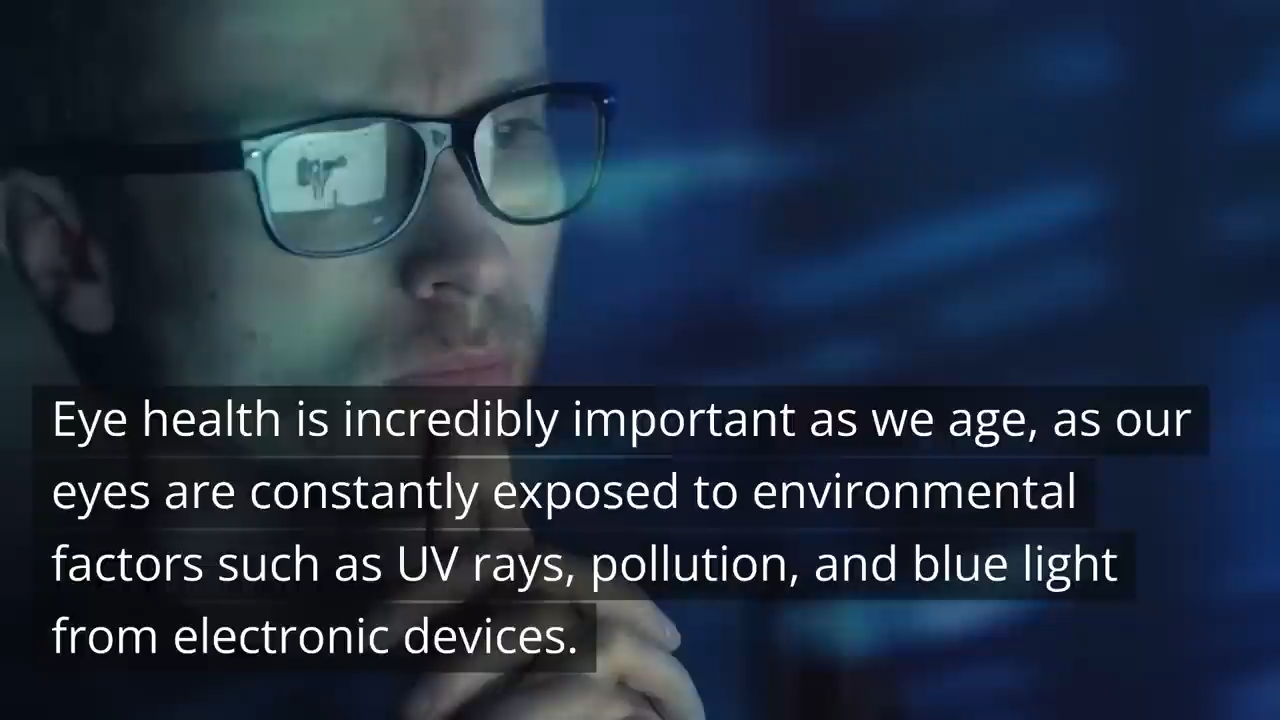 Eye health is incredibly important as we age, as our
eyes are constantly exposed to environmental
factors such as UV rays, pollution, and blue light
from electronic devices.